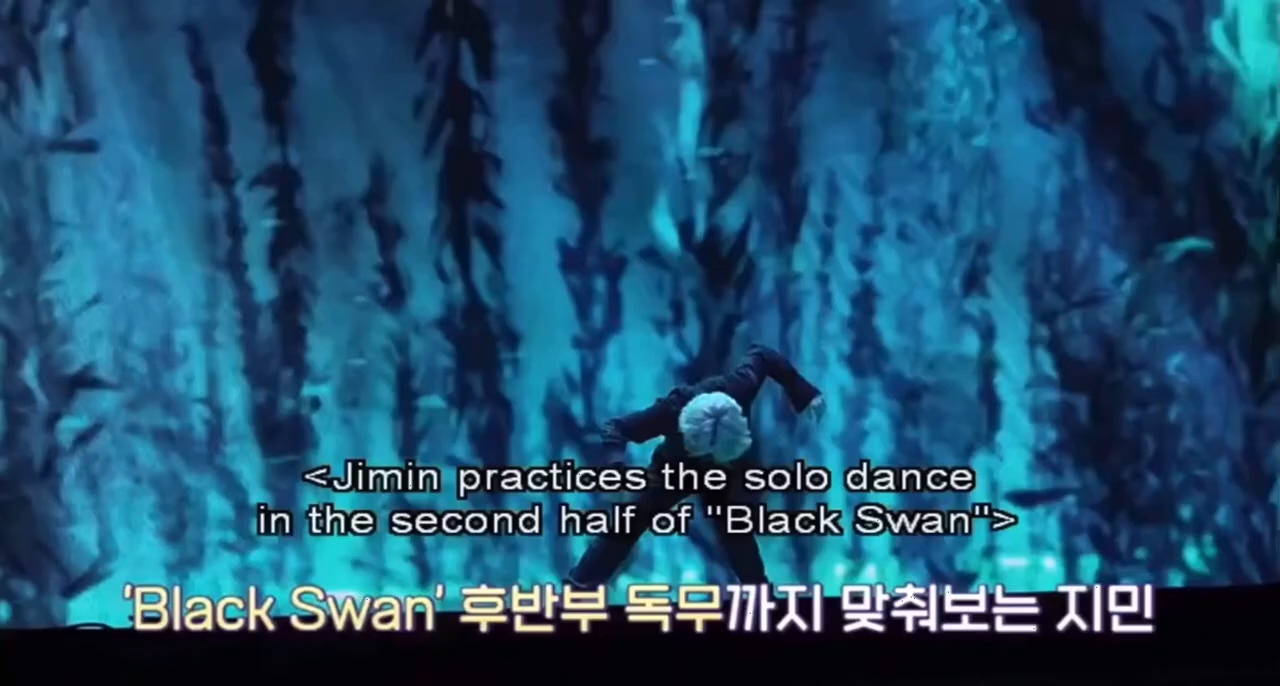 <Jimin practices the solo dance
in the second half of "Black Swan">
'Black Swan' 후반부 독무까지 맞춰보는 지민